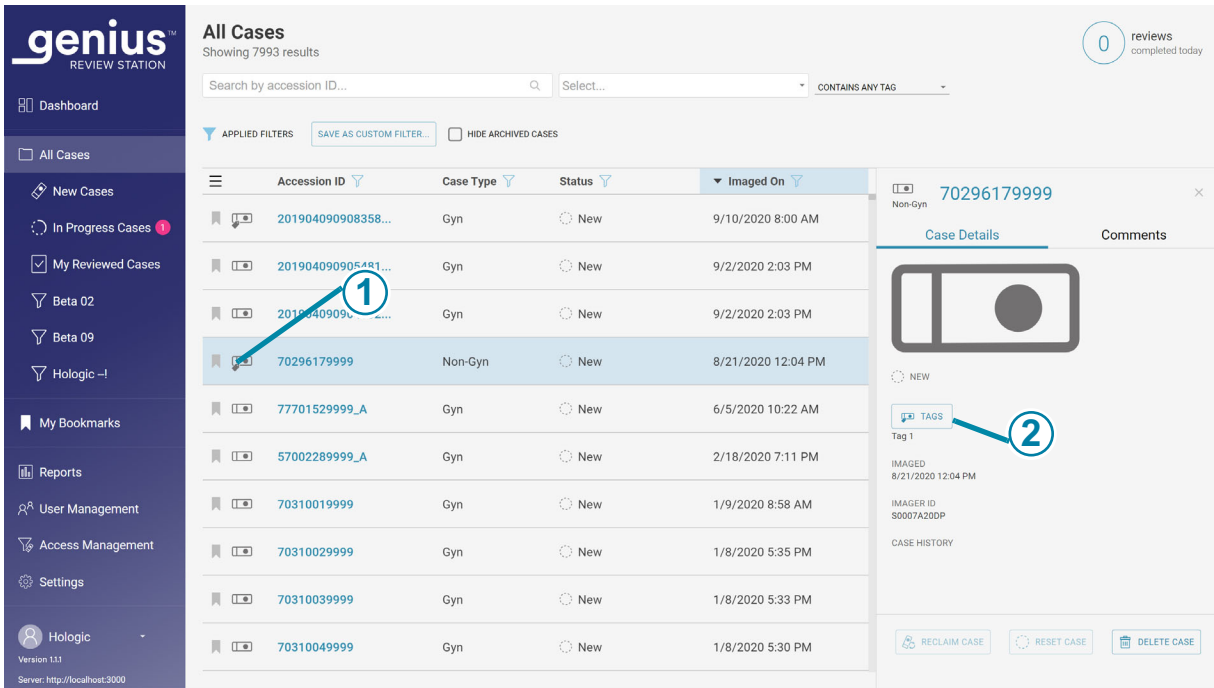 genius™
REVIEW STATION
Dashboard
All Cases
New Cases
In Progress Cases 1
My Reviewed Cases
Beta 02
Beta 09
Hologic –!
My Bookmarks
Reports
User Management
Access Management
Settings
Hologic
Version 1.1.1
Server: http://localhost:3000
All Cases
Showing 7993 results
0 reviews
completed today
Search by accession ID... Select... CONTAINS ANY TAG
APPLIED FILTERS SAVE AS CUSTOM FILTER... HIDE ARCHIVED CASES
Accession ID Case Type Status Imaged On
201904090908358... Gyn New 9/10/2020 8:00 AM
201904090905481... Gyn New 9/2/2020 2:03 PM
Gyn New 9/2/2020 2:03 PM
70296179999 Non-Gyn New 8/21/2020 12:04 PM
77701529999_A Gyn New 6/5/2020 10:22 AM
57002289999_A Gyn New 2/18/2020 7:11 PM
70310019999 Gyn New 1/9/2020 8:58 AM
70310029999 Gyn New 1/8/2020 5:35 PM
70310039999 Gyn New 1/8/2020 5:33 PM
70310049999 Gyn New 1/8/2020 5:30 PM
1
Non-Gyn 70296179999
Case Details Comments
NEW
TAGS
Tag 1
2
IMAGED
8/21/2020 12:04 PM
IMAGER ID
S0007A20DP
CASE HISTORY
RECLAIM CASE RESET CASE DELETE CASE